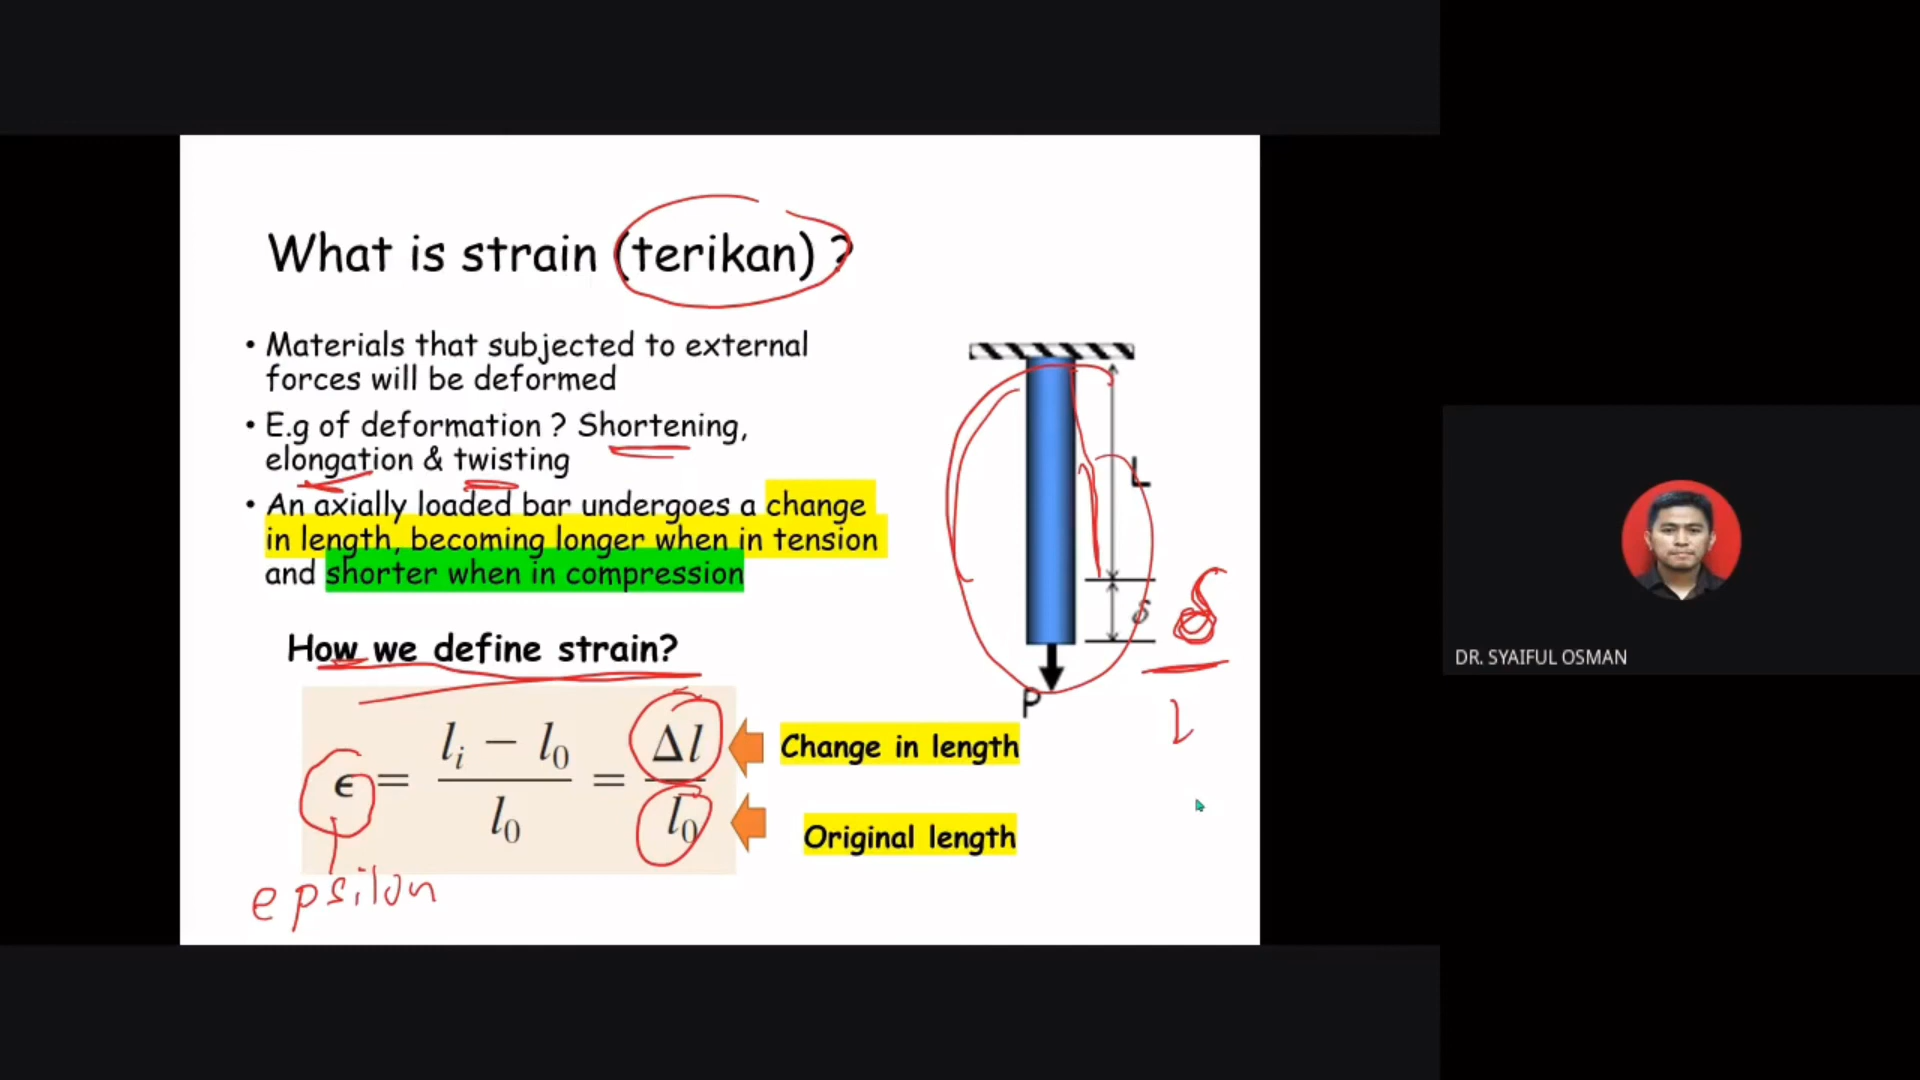 What is strain (terikan) ?
• Materials that subjected to external
forces will be deformed
• E.g of deformation ? Shortening,
elongation & twisting
• An axially loaded bar undergoes a change
in length, becoming longer when in tension
and shorter when in compression
L
δ
P
δ
L
How we define strain?
ϵ = (lᵢ − l₀) / l₀ = Δl / l₀
Change in length
Original length
epsilon
DR. SYAIFUL OSMAN